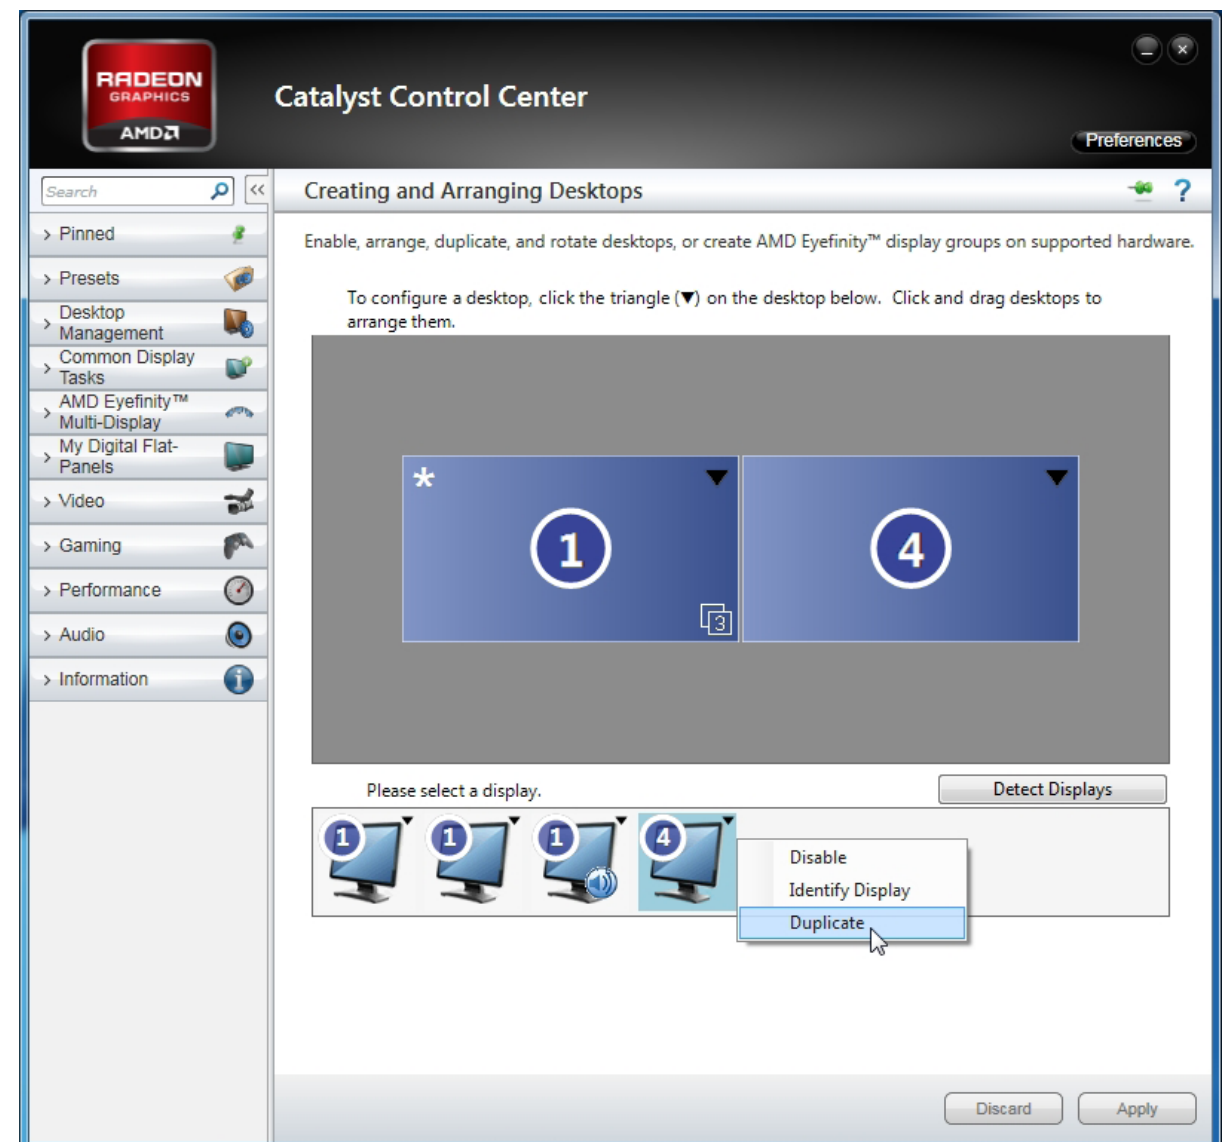 RADEON
GRAPHICS
AMD
Catalyst Control Center
Preferences
Search
<<
Creating and Arranging Desktops
?
> Pinned
> Presets
> Desktop
Management
> Common Display
Tasks
> AMD Eyefinity™
Multi-Display
> My Digital Flat-
Panels
> Video
> Gaming
> Performance
> Audio
> Information
Enable, arrange, duplicate, and rotate desktops, or create AMD Eyefinity™ display groups on supported hardware.
To configure a desktop, click the triangle (▼) on the desktop below. Click and drag desktops to
arrange them.
*
1
3
4
Please select a display.
Detect Displays
1
1
1
4
Disable
Identify Display
Duplicate
Discard
Apply